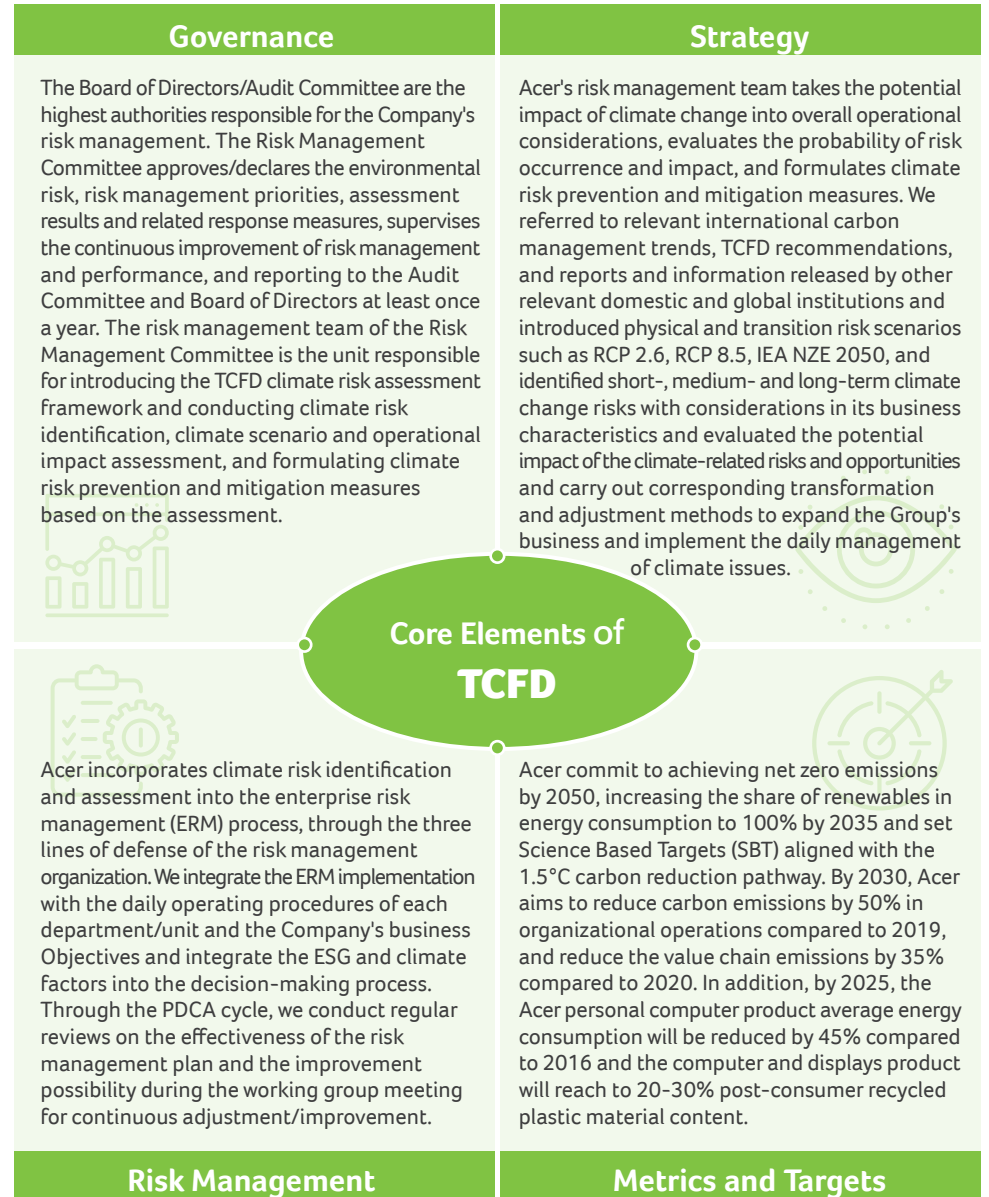 Governance
The Board of Directors/Audit Committee are the
highest authorities responsible for the Company's
risk management. The Risk Management
Committee approves/declares the environmental
risk, risk management priorities, assessment
results and related response measures, supervises
the continuous improvement of risk management
and performance, and reporting to the Audit
Committee and Board of Directors at least once
a year. The risk management team of the Risk
Management Committee is the unit responsible
for introducing the TCFD climate risk assessment
framework and conducting climate risk
identification, climate scenario and operational
impact assessment, and formulating climate
risk prevention and mitigation measures
based on the assessment.
Strategy
Acer's risk management team takes the potential
impact of climate change into overall operational
considerations, evaluates the probability of risk
occurrence and impact, and formulates climate
risk prevention and mitigation measures. We
referred to relevant international carbon
management trends, TCFD recommendations,
and reports and information released by other
relevant domestic and global institutions and
introduced physical and transition risk scenarios
such as RCP 2.6, RCP 8.5, IEA NZE 2050, and
identified short-, medium- and long-term climate
change risks with considerations in its business
characteristics and evaluated the potential
impact of the climate-related risks and opportunities
and carry out corresponding transformation
and adjustment methods to expand the Group's
business and implement the daily management
of climate issues.
Core Elements of
TCFD
Acer incorporates climate risk identification
and assessment into the enterprise risk
management (ERM) process, through the three
lines of defense of the risk management
organization. We integrate the ERM implementation
with the daily operating procedures of each
department/unit and the Company's business
Objectives and integrate the ESG and climate
factors into the decision-making process.
Through the PDCA cycle, we conduct regular
reviews on the effectiveness of the risk
management plan and the improvement
possibility during the working group meeting
for continuous adjustment/improvement.
Risk Management
Acer commit to achieving net zero emissions
by 2050, increasing the share of renewables in
energy consumption to 100% by 2035 and set
Science Based Targets (SBT) aligned with the
1.5°C carbon reduction pathway. By 2030, Acer
aims to reduce carbon emissions by 50% in
organizational operations compared to 2019,
and reduce the value chain emissions by 35%
compared to 2020. In addition, by 2025, the
Acer personal computer product average energy
consumption will be reduced by 45% compared
to 2016 and the computer and displays product
will reach to 20-30% post-consumer recycled
plastic material content.
Metrics and Targets